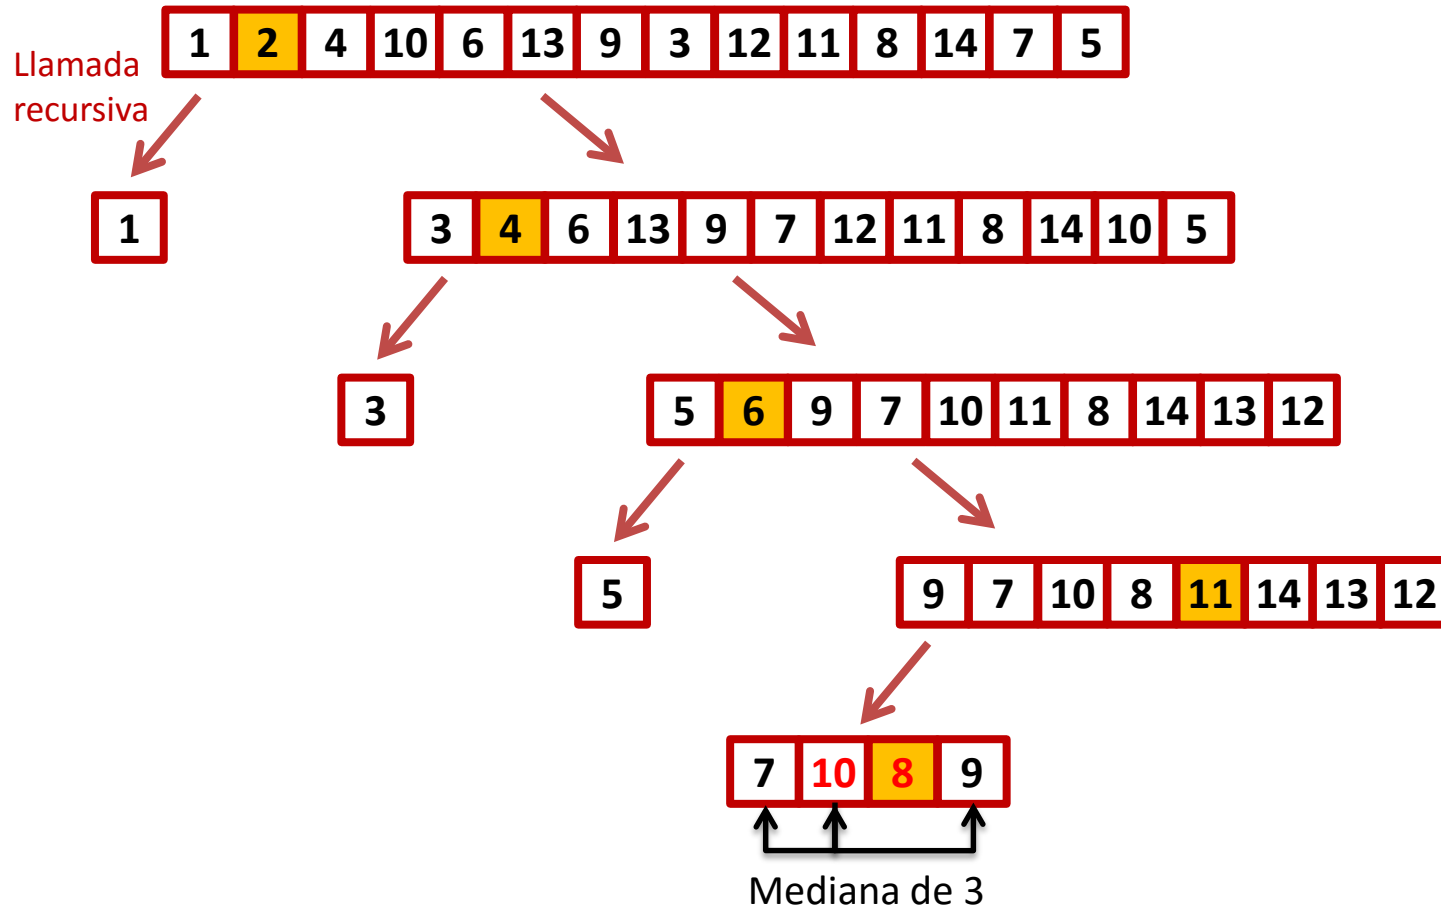 1 2 4 10 6 13 9 3 12 11 8 14 7 5
Llamada
recursiva
1
3 4 6 13 9 7 12 11 8 14 10 5
3
5 6 9 7 10 11 8 14 13 12
5
9 7 10 8 11 14 13 12
7 10 8 9
Mediana de 3